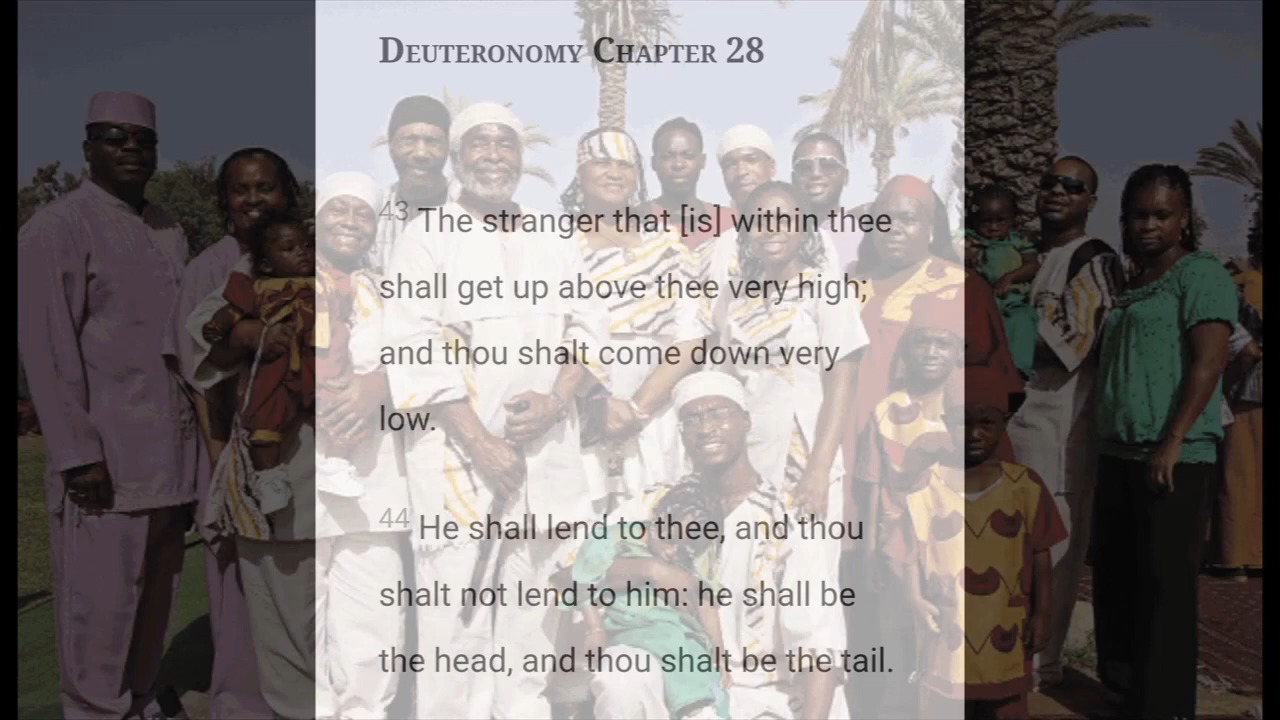 Deuteronomy Chapter 28
43 The stranger that [is] within thee
shall get up above thee very high;
and thou shalt come down very
low.
44 He shall lend to thee, and thou
shalt not lend to him: he shall be
the head, and thou shalt be the tail.